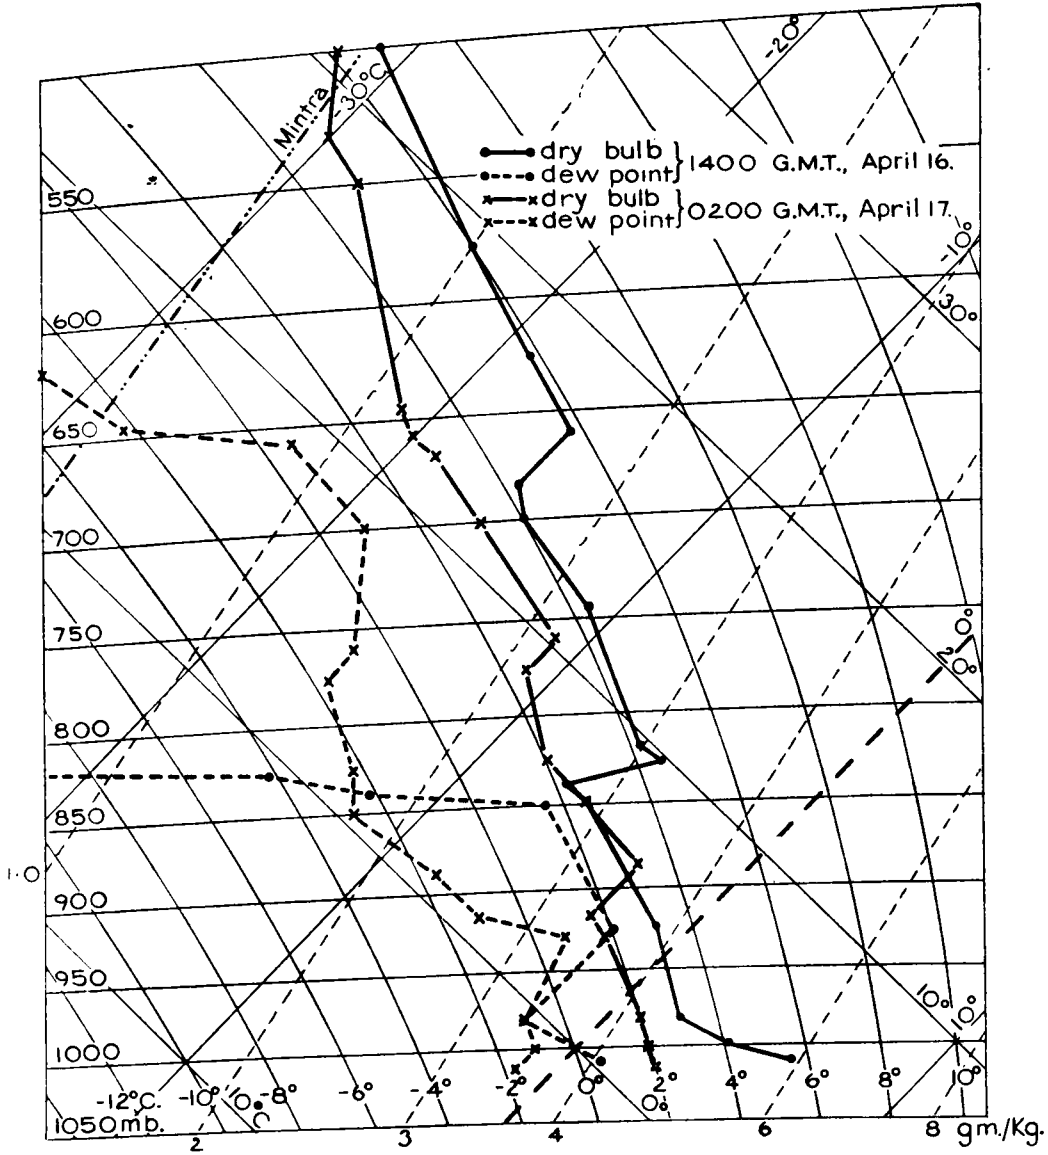 -20°
-30°C
Mintra
dry bulb
dew point } 1400 G.M.T., April 16.
dry bulb
dew point } 0200 G.M.T., April 17.
550
-10°
30°
600
650
700
0°
750
20°
800
850
1·0
900
950
10°
10°
1000
-12°C. -10° -8° -6° -4° -2° 0° 2° 4° 6° 8° 10°
0°
1050mb.
2 3 4 6 8 gm./Kg.